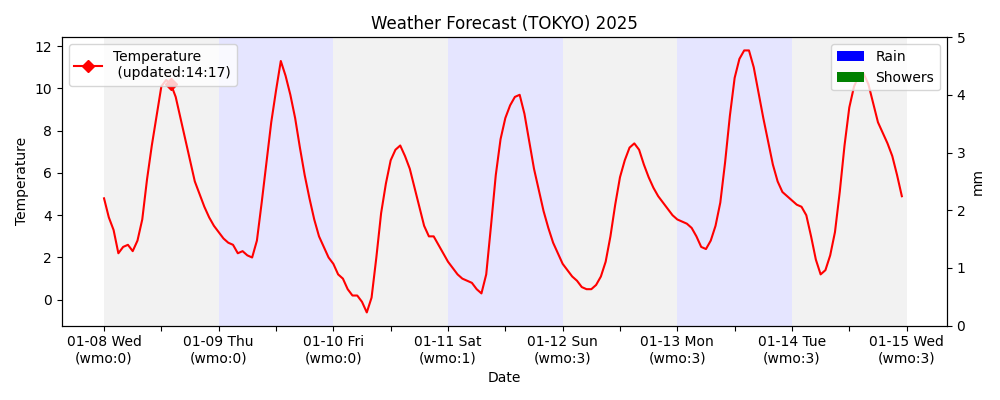 Weather Forecast (TOKYO) 2025
Temperature
(updated:14:17)
Rain
Showers
Temperature
12
10
8
6
4
2
0
5
4
3
2
1
0
mm
01-08 Wed
(wmo:0)
01-09 Thu
(wmo:0)
01-10 Fri
(wmo:0)
01-11 Sat
(wmo:1)
01-12 Sun
(wmo:3)
01-13 Mon
(wmo:3)
01-14 Tue
(wmo:3)
01-15 Wed
(wmo:3)
Date